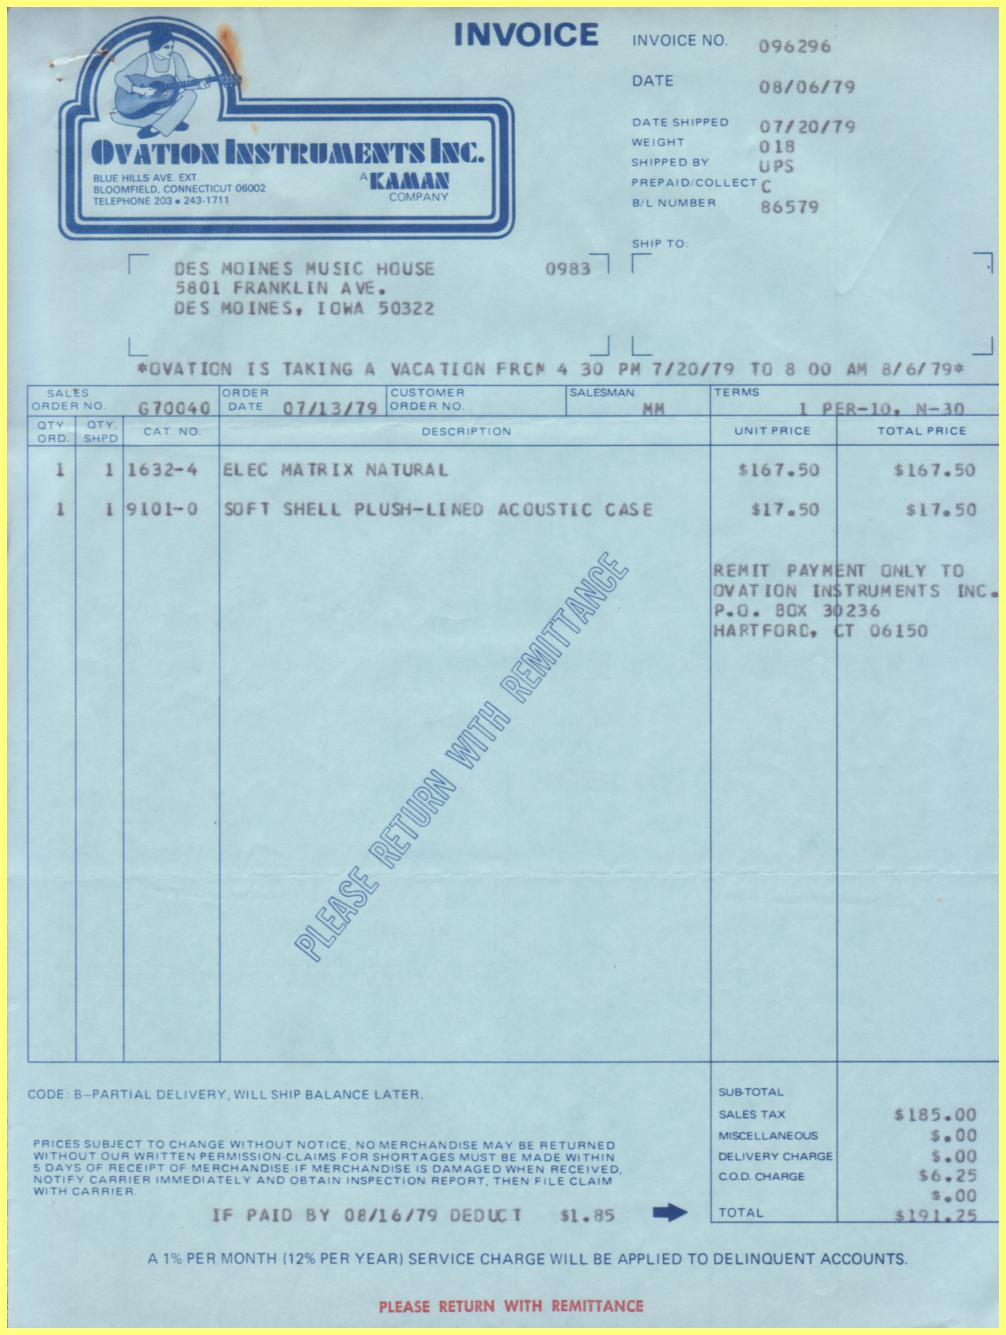 INVOICE
INVOICE NO. 096296
DATE 08/06/79
DATE SHIPPED 07/20/79
WEIGHT 018
SHIPPED BY UPS
PREPAID/COLLECT C
B/L NUMBER 86579
OVATION INSTRUMENTS INC.
BLUE HILLS AVE. EXT.
BLOOMFIELD, CONNECTICUT 06002
TELEPHONE 203 • 243-1711
A KAMAN
COMPANY
SHIP TO:
DES MOINES MUSIC HOUSE 0983
5801 FRANKLIN AVE.
DES MOINES, IOWA 50322
*OVATION IS TAKING A VACATION FROM 4 30 PM 7/20/79 TO 8 00 AM 8/6/79*
SALES ORDER NO. G70040 ORDER DATE 07/13/79 CUSTOMER ORDER NO. SALESMAN MM TERMS 1 PER-10, N-30
QTY. ORD. QTY. SHPD CAT. NO. DESCRIPTION UNIT PRICE TOTAL PRICE
1 1 1632-4 ELEC MATRIX NATURAL $167.50 $167.50
1 1 9101-0 SOFT SHELL PLUSH-LINED ACOUSTIC CASE $17.50 $17.50
REMIT PAYMENT ONLY TO
OVATION INSTRUMENTS INC.
P.O. BOX 30236
HARTFORD, CT 06150
PLEASE RETURN WITH REMITTANCE
CODE: B-PARTIAL DELIVERY, WILL SHIP BALANCE LATER.
SUB-TOTAL
SALES TAX $185.00
MISCELLANEOUS $.00
DELIVERY CHARGE $.00
C.O.D. CHARGE $6.25
$.00
TOTAL $191.25
PRICES SUBJECT TO CHANGE WITHOUT NOTICE, NO MERCHANDISE MAY BE RETURNED
WITHOUT OUR WRITTEN PERMISSION-CLAIMS FOR SHORTAGES MUST BE MADE WITHIN
5 DAYS OF RECEIPT OF MERCHANDISE-IF MERCHANDISE IS DAMAGED WHEN RECEIVED,
NOTIFY CARRIER IMMEDIATELY AND OBTAIN INSPECTION REPORT, THEN FILE CLAIM
WITH CARRIER.
IF PAID BY 08/16/79 DEDUCT $1.85
A 1% PER MONTH (12% PER YEAR) SERVICE CHARGE WILL BE APPLIED TO DELINQUENT ACCOUNTS.
PLEASE RETURN WITH REMITTANCE